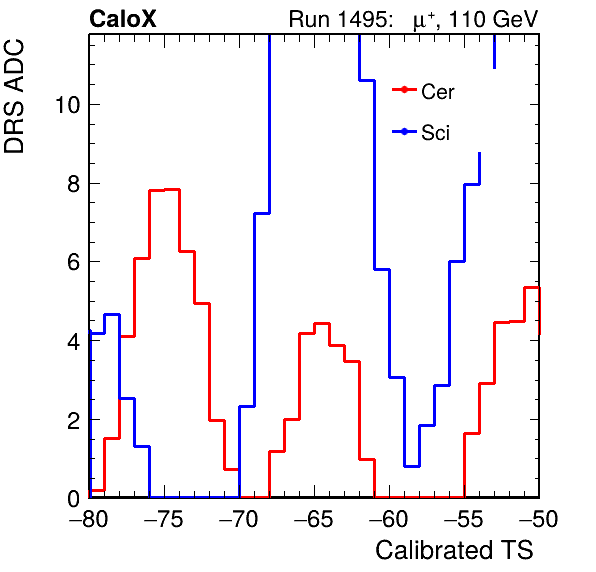 CaloX Run 1495: μ⁺, 110 GeV
DRS ADC
Cer
Sci
10
8
6
4
2
0
−80 −75 −70 −65 −60 −55 −50
Calibrated TS